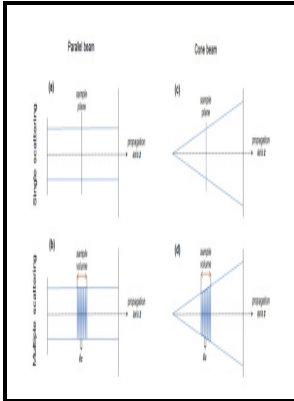 Parallel beam
Cone beam
(a)
sample
plane
propagation
axis z
(c)
sample
plane
propagation
axis z
Single scattering
(b)
sample
volume
propagation
axis z
(d)
sample
volume
propagation
axis z
Multiple scattering